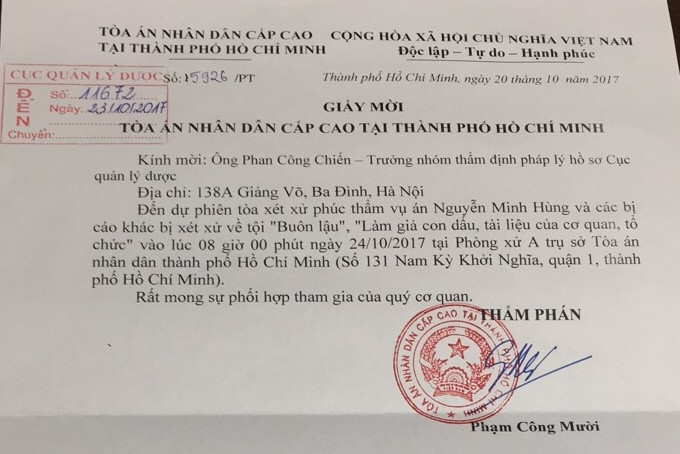 TÒA ÁN NHÂN DÂN CẤP CAO
TẠI THÀNH PHỐ HỒ CHÍ MINH
CỘNG HÒA XÃ HỘI CHỦ NGHĨA VIỆT NAM
Độc lập – Tự do – Hạnh phúc
CỤC QUẢN LÝ DƯỢC
ĐẾN
Số: 11672
Ngày: 23/10/2017
Chuyển:
Số: 15926 /PT
Thành phố Hồ Chí Minh, ngày 20 tháng 10 năm 2017
GIẤY MỜI
TÒA ÁN NHÂN DÂN CẤP CAO TẠI THÀNH PHỐ HỒ CHÍ MINH
Kính mời: Ông Phan Công Chiến – Trưởng nhóm thẩm định pháp lý hồ sơ Cục
quản lý dược
Địa chỉ: 138A Giảng Võ, Ba Đình, Hà Nội
Đến dự phiên tòa xét xử phúc thẩm vụ án Nguyễn Minh Hùng và các bị
cáo khác bị xét xử về tội "Buôn lậu", "Làm giả con dấu, tài liệu của cơ quan, tổ
chức" vào lúc 08 giờ 00 phút ngày 24/10/2017 tại Phòng xử A trụ sở Tòa án
nhân dân thành phố Hồ Chí Minh (Số 131 Nam Kỳ Khởi Nghĩa, quận 1, thành
phố Hồ Chí Minh).
Rất mong sự phối hợp tham gia của quý cơ quan.
THẨM PHÁN
TÒA ÁN NHÂN DÂN CẤP CAO TẠI THÀNH PHỐ HỒ CHÍ MINH
Phạm Công Mười